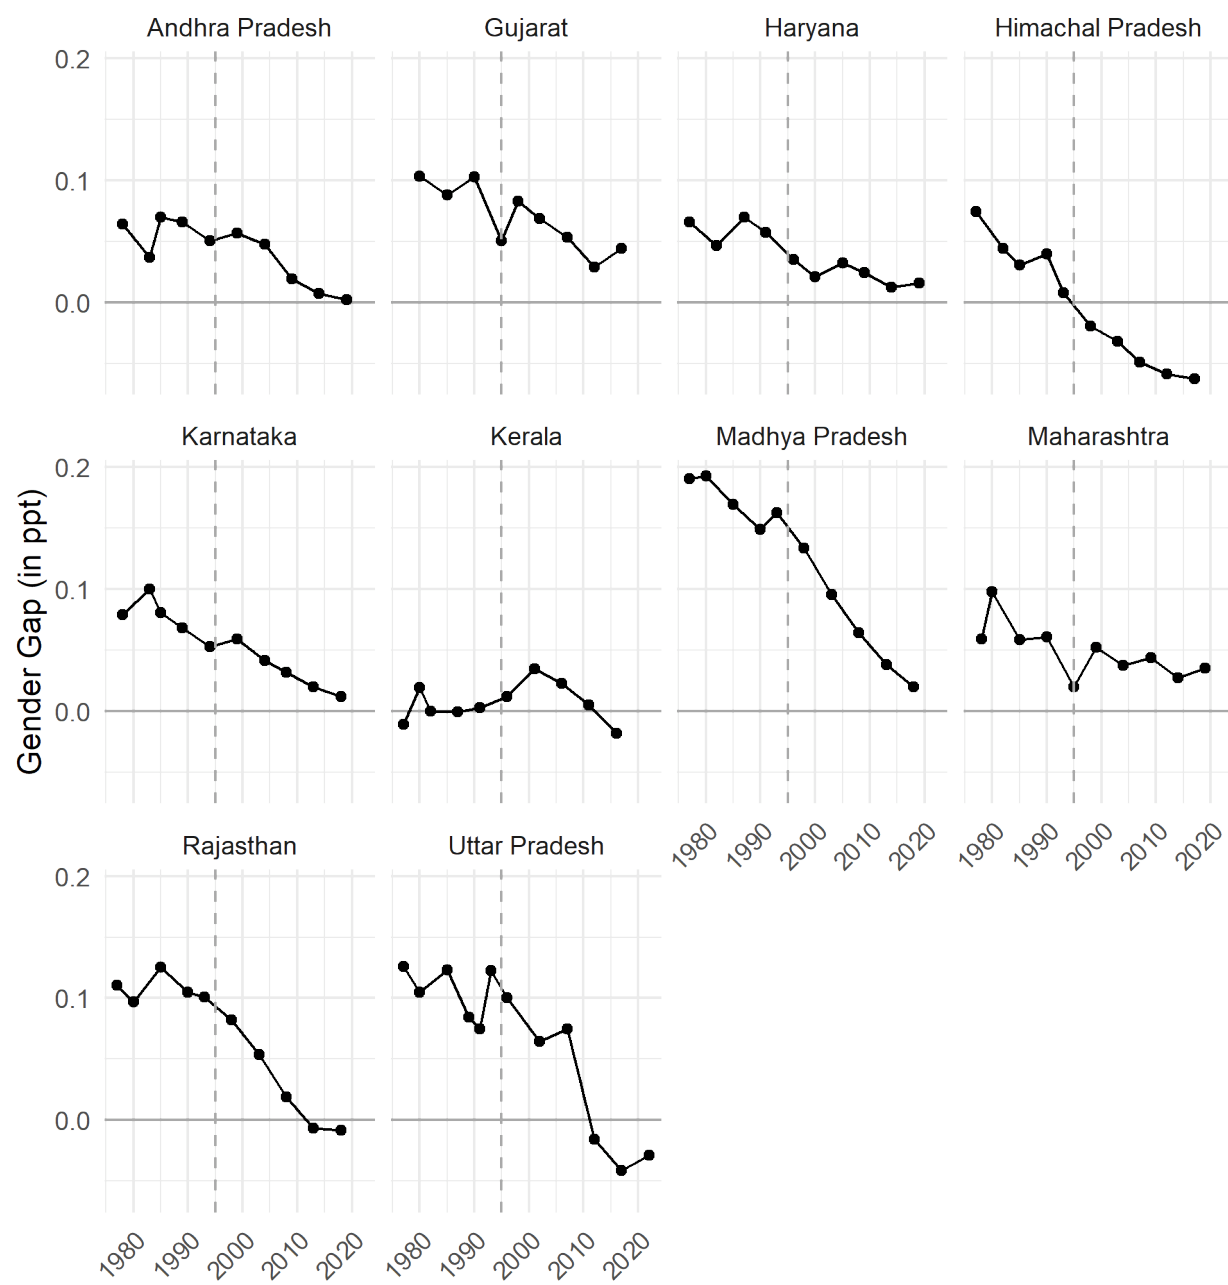 Andhra Pradesh Gujarat Haryana Himachal Pradesh
0.2
0.1
0.0
Karnataka Kerala Madhya Pradesh Maharashtra
0.2
0.1
0.0
Gender Gap (in ppt)
1980 1990 2000 2010 2020 1980 1990 2000 2010 2020
Rajasthan Uttar Pradesh
0.2
0.1
0.0
1980 1990 2000 2010 2020 1980 1990 2000 2010 2020